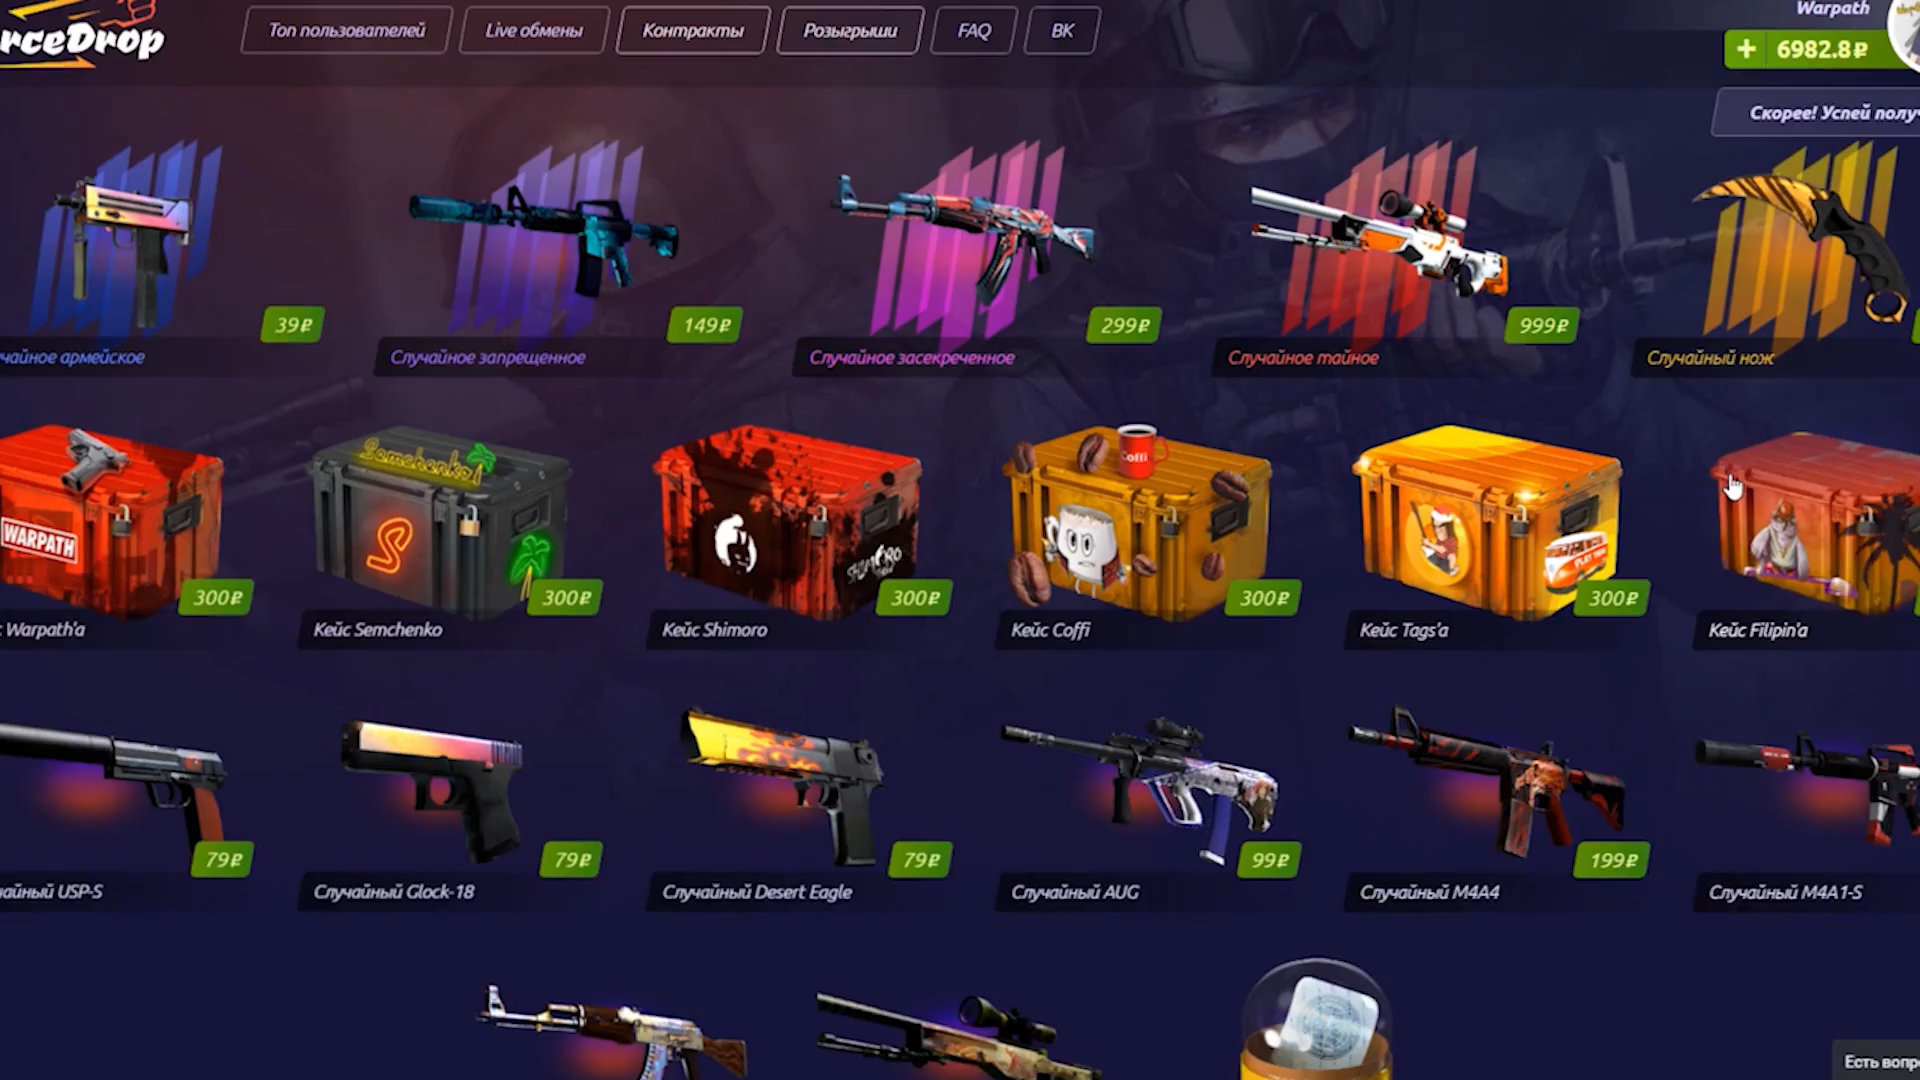 rceDrop
Топ пользователей
Live обмены
Контракты
Розыгрыши
FAQ
ВК
Warpath
+ 6982.8₽
Скорее! Успей полу
39₽
149₽
299₽
999₽
чайное армейское
Случайное запрещенное
Случайное засекреченное
Случайное тайное
Случайный нож
Semchenko
S
Coffi
WARPATH
SHIMORO
300₽
300₽
300₽
300₽
300₽
с Warpath'a
Кейс Semchenko
Кейс Shimoro
Кейс Coffi
Кейс Tags'a
Кейс Filipin'a
79₽
79₽
79₽
99₽
199₽
чайный USP-S
Случайный Glock-18
Случайный Desert Eagle
Случайный AUG
Случайный M4A4
Случайный M4A1-S
Есть вопр